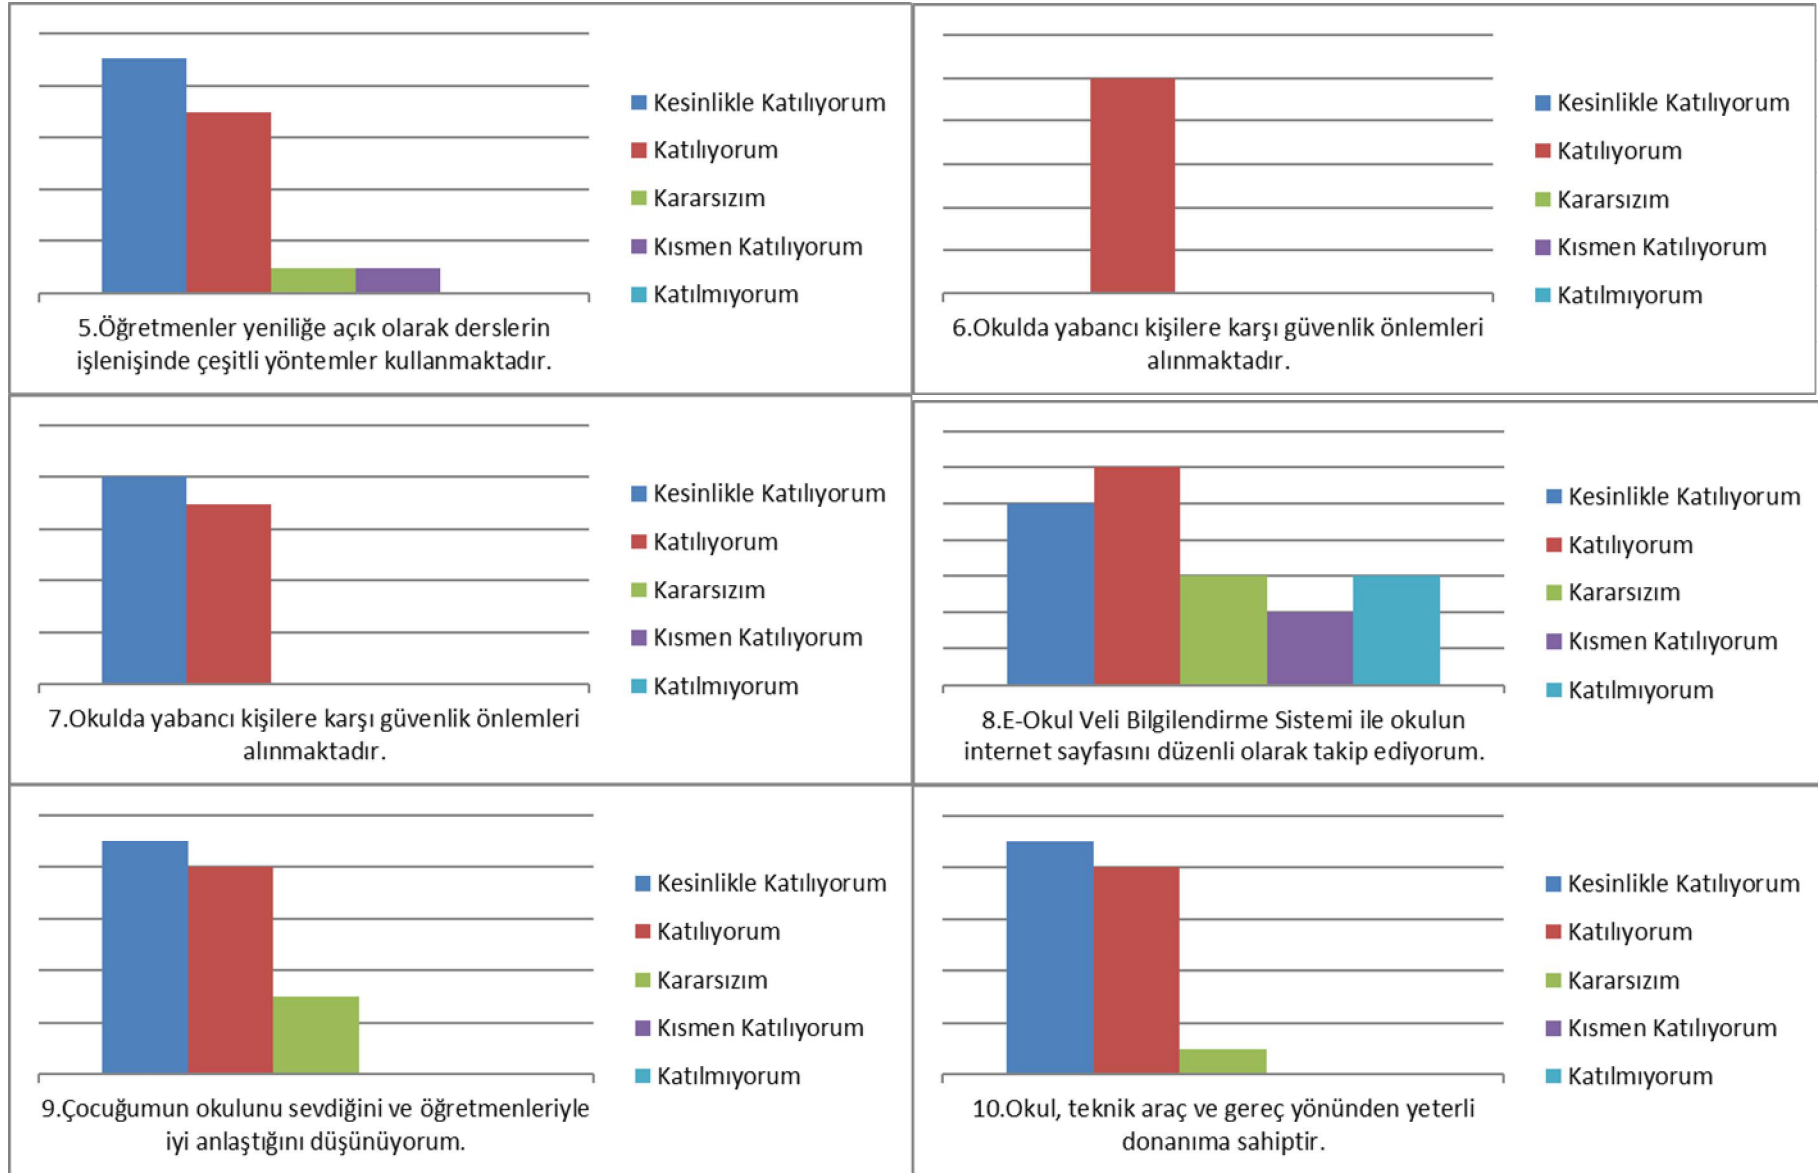 Kesinlikle Katılıyorum
Katılıyorum
Kararsızım
Kısmen Katılıyorum
Katılmıyorum
5.Öğretmenler yeniliğe açık olarak derslerin
işlenişinde çeşitli yöntemler kullanmaktadır.
Kesinlikle Katılıyorum
Katılıyorum
Kararsızım
Kısmen Katılıyorum
Katılmıyorum
6.Okulda yabancı kişilere karşı güvenlik önlemleri
alınmaktadır.
Kesinlikle Katılıyorum
Katılıyorum
Kararsızım
Kısmen Katılıyorum
Katılmıyorum
7.Okulda yabancı kişilere karşı güvenlik önlemleri
alınmaktadır.
Kesinlikle Katılıyorum
Katılıyorum
Kararsızım
Kısmen Katılıyorum
Katılmıyorum
8.E-Okul Veli Bilgilendirme Sistemi ile okulun
internet sayfasını düzenli olarak takip ediyorum.
Kesinlikle Katılıyorum
Katılıyorum
Kararsızım
Kısmen Katılıyorum
Katılmıyorum
9.Çocuğumun okulunu sevdiğini ve öğretmenleriyle
iyi anlaştığını düşünüyorum.
Kesinlikle Katılıyorum
Katılıyorum
Kararsızım
Kısmen Katılıyorum
Katılmıyorum
10.Okul, teknik araç ve gereç yönünden yeterli
donanıma sahiptir.